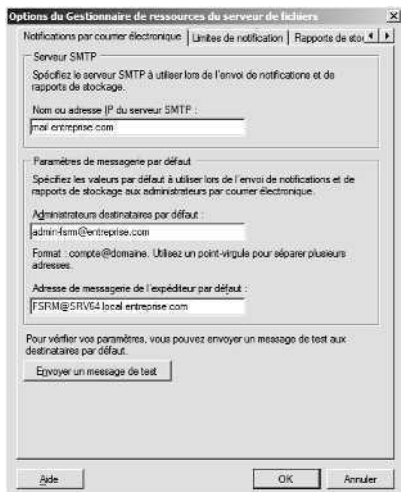 Options du Gestionnaire de ressources du serveur de fichiers
Notifications par courrier électronique
Limites de notification
Rapports de stoc
Serveur SMTP
Spécifiez le serveur SMTP à utiliser lors de l'envoi de notifications et de
rapports de stockage.
Nom ou adresse IP du serveur SMTP :
mail.entreprise.com
Paramètres de messagerie par défaut
Spécifiez les valeurs par défaut à utiliser lors de l'envoi de notifications et de
rapports de stockage aux administrateurs par courrier électronique.
Administrateurs destinataires par défaut :
admin-fsrm@entreprise.com
Format : compte@domaine. Utilisez un point-virgule pour séparer plusieurs
adresses.
Adresse de messagerie de l'expéditeur par défaut :
FSRM@SRV64.local.entreprise.com
Pour vérifier vos paramètres, vous pouvez envoyer un message de test aux
destinataires par défaut.
Envoyer un message de test
Aide
OK
Annuler